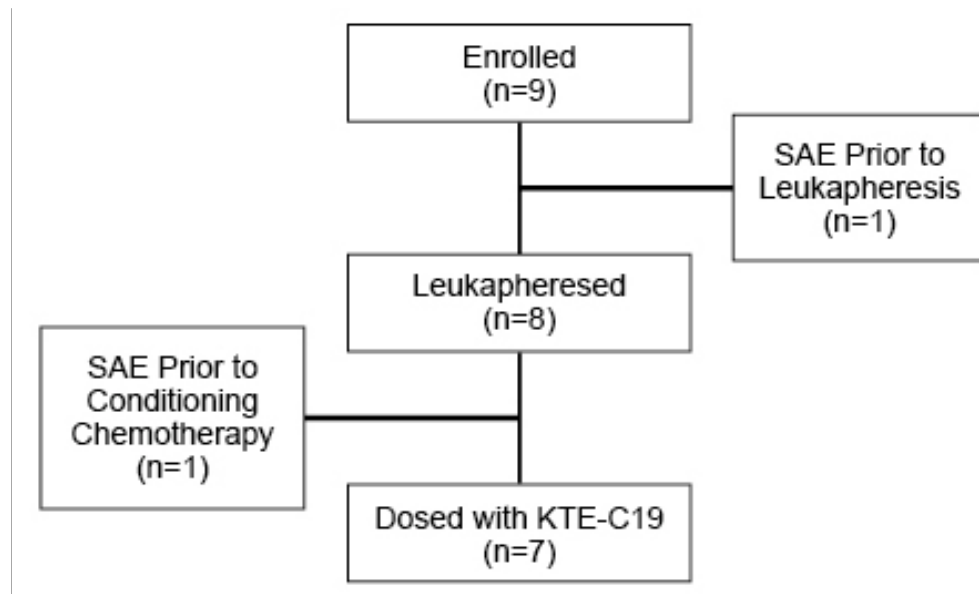 Enrolled
(n=9)
SAE Prior to
Leukapheresis
(n=1)
Leukapheresed
(n=8)
SAE Prior to
Conditioning
Chemotherapy
(n=1)
Dosed with KTE-C19
(n=7)